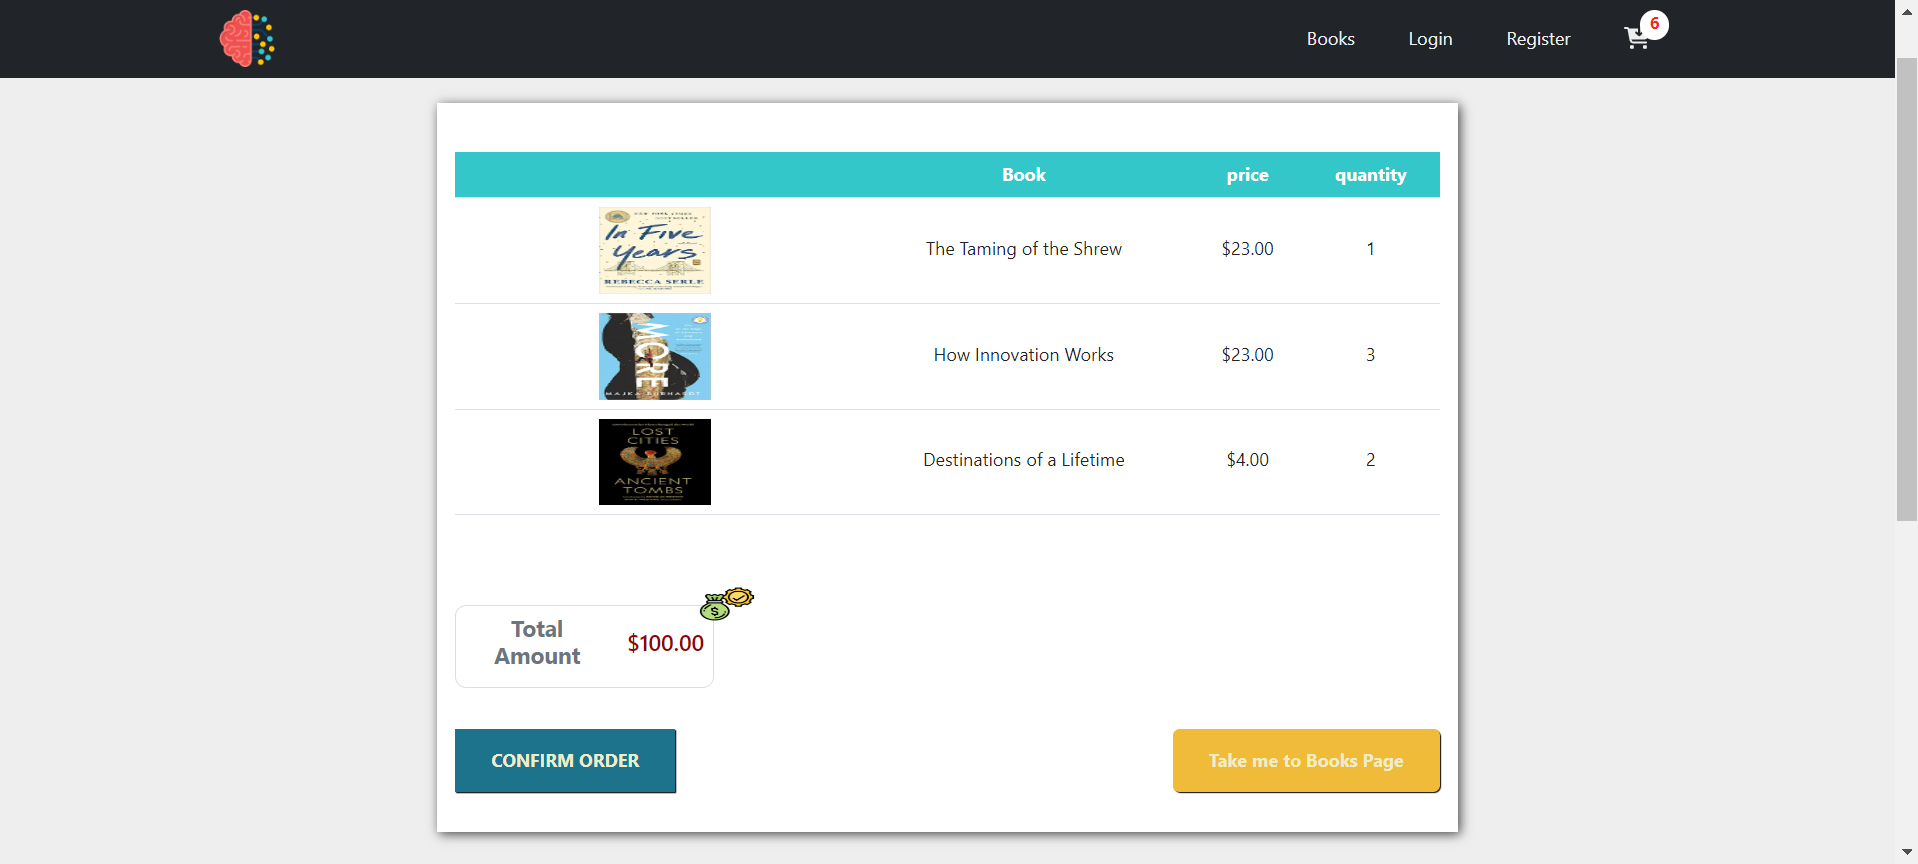 Books Login Register 6
Book price quantity
In Five
Years
REBECCA SERLE
The Taming of the Shrew $23.00 1
MORE
MAJKA BURHARDT
How Innovation Works $23.00 3
LOST
CITIES
ANCIENT
TOMBS
Destinations of a Lifetime $4.00 2
Total
Amount
$100.00
CONFIRM ORDER
Take me to Books Page